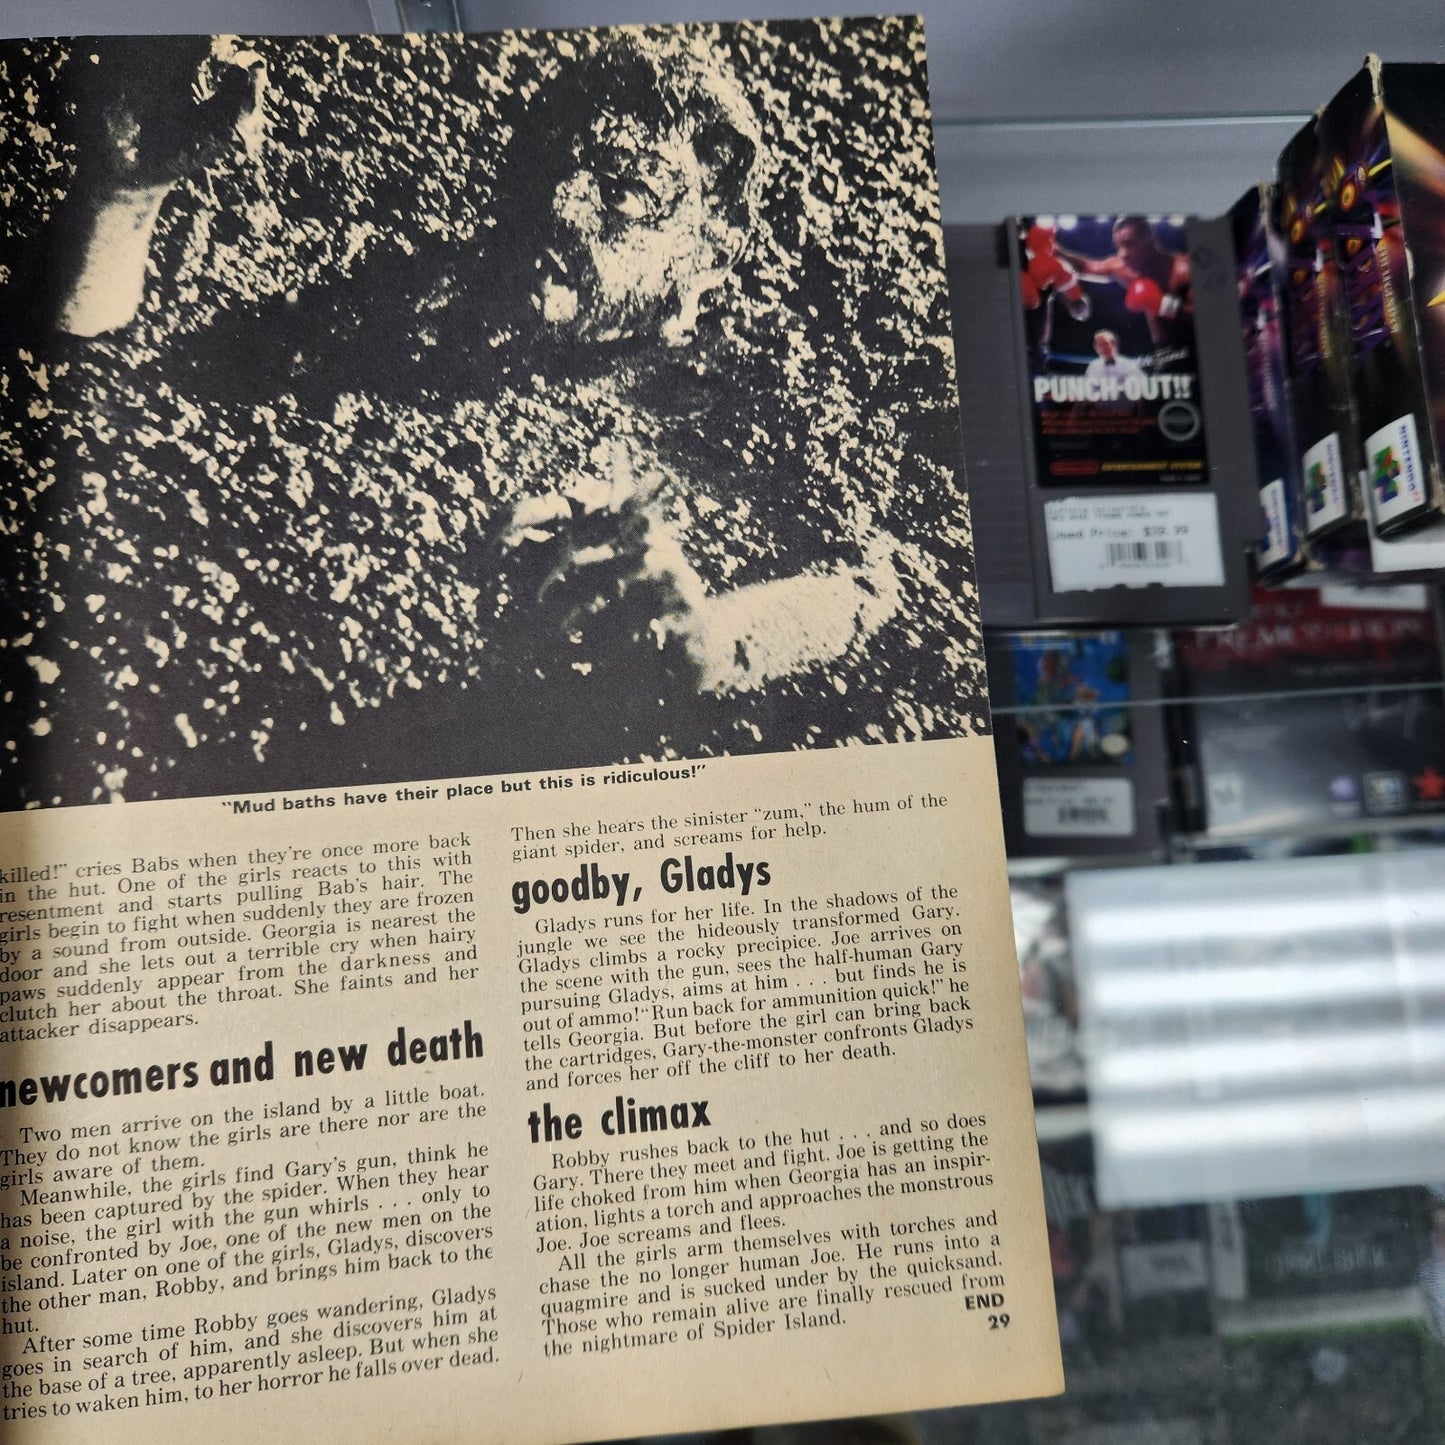 "Mud baths have their place but this is ridiculous!"
killed!" cries Babs when they're once more back
in the hut. One of the girls reacts to this with
resentment and starts pulling Bab's hair. The
girls begin to fight when suddenly they are frozen
by a sound from outside. Georgia is nearest the
door and she lets out a terrible cry when hairy
paws suddenly appear from the darkness and
clutch her about the throat. She faints and her
attacker disappears.
newcomers and new death
Two men arrive on the island by a little boat.
They do not know the girls are there nor are the
girls aware of them.
Meanwhile, the girls find Gary's gun, think he
has been captured by the spider. When they hear
a noise, the girl with the gun whirls . . . only to
be confronted by Joe, one of the new men on the
island. Later on one of the girls, Gladys, discovers
the other man, Robby, and brings him back to the
hut.
After some time Robby goes wandering, Gladys
goes in search of him, and she discovers him at
the base of a tree, apparently asleep. But when she
tries to waken him, to her horror he falls over dead.
Then she hears the sinister "zum," the hum of the
giant spider, and screams for help.
goodby, Gladys
Gladys runs for her life. In the shadows of the
jungle we see the hideously transformed Gary.
Gladys climbs a rocky precipice. Joe arrives on
the scene with the gun, sees the half-human Gary
pursuing Gladys, aims at him . . . but finds he is
out of ammo! "Run back for ammunition quick!" he
tells Georgia. But before the girl can bring back
the cartridges, Gary-the-monster confronts Gladys
and forces her off the cliff to her death.
the climax
Robby rushes back to the hut . . . and so does
Gary. There they meet and fight. Joe is getting the
life choked from him when Georgia has an inspir-
ation, lights a torch and approaches the monstrous
Joe. Joe screams and flees.
All the girls arm themselves with torches and
chase the no longer human Joe. He runs into a
quagmire and is sucked under by the quicksand.
Those who remain alive are finally rescued from
the nightmare of Spider Island.
END
29
PUNCH-OUT!!
Nintendo
ENTERTAINMENT SYSTEM
Used Price: $39.99
NINTENDO